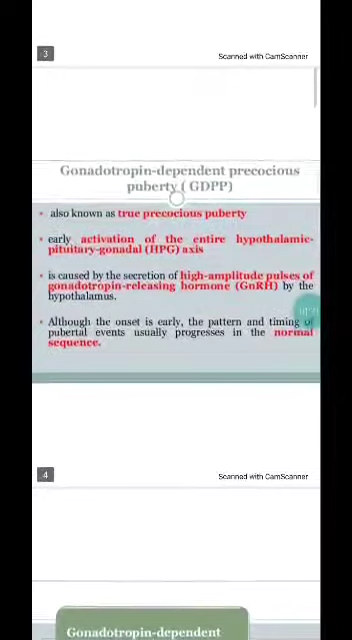 3
Scanned with CamScanner
Gonadotropin-dependent precocious
puberty ( GDPP)
• also known as true precocious puberty
• early activation of the entire hypothalamic-
pituitary-gonadal (HPG) axis
• is caused by the secretion of high-amplitude pulses of
gonadotropin-releasing hormone (GnRH) by the
hypothalamus.
• Although the onset is early, the pattern and timing of
pubertal events usually progresses in the normal
sequence.
4
Scanned with CamScanner
Gonadotropin-dependent